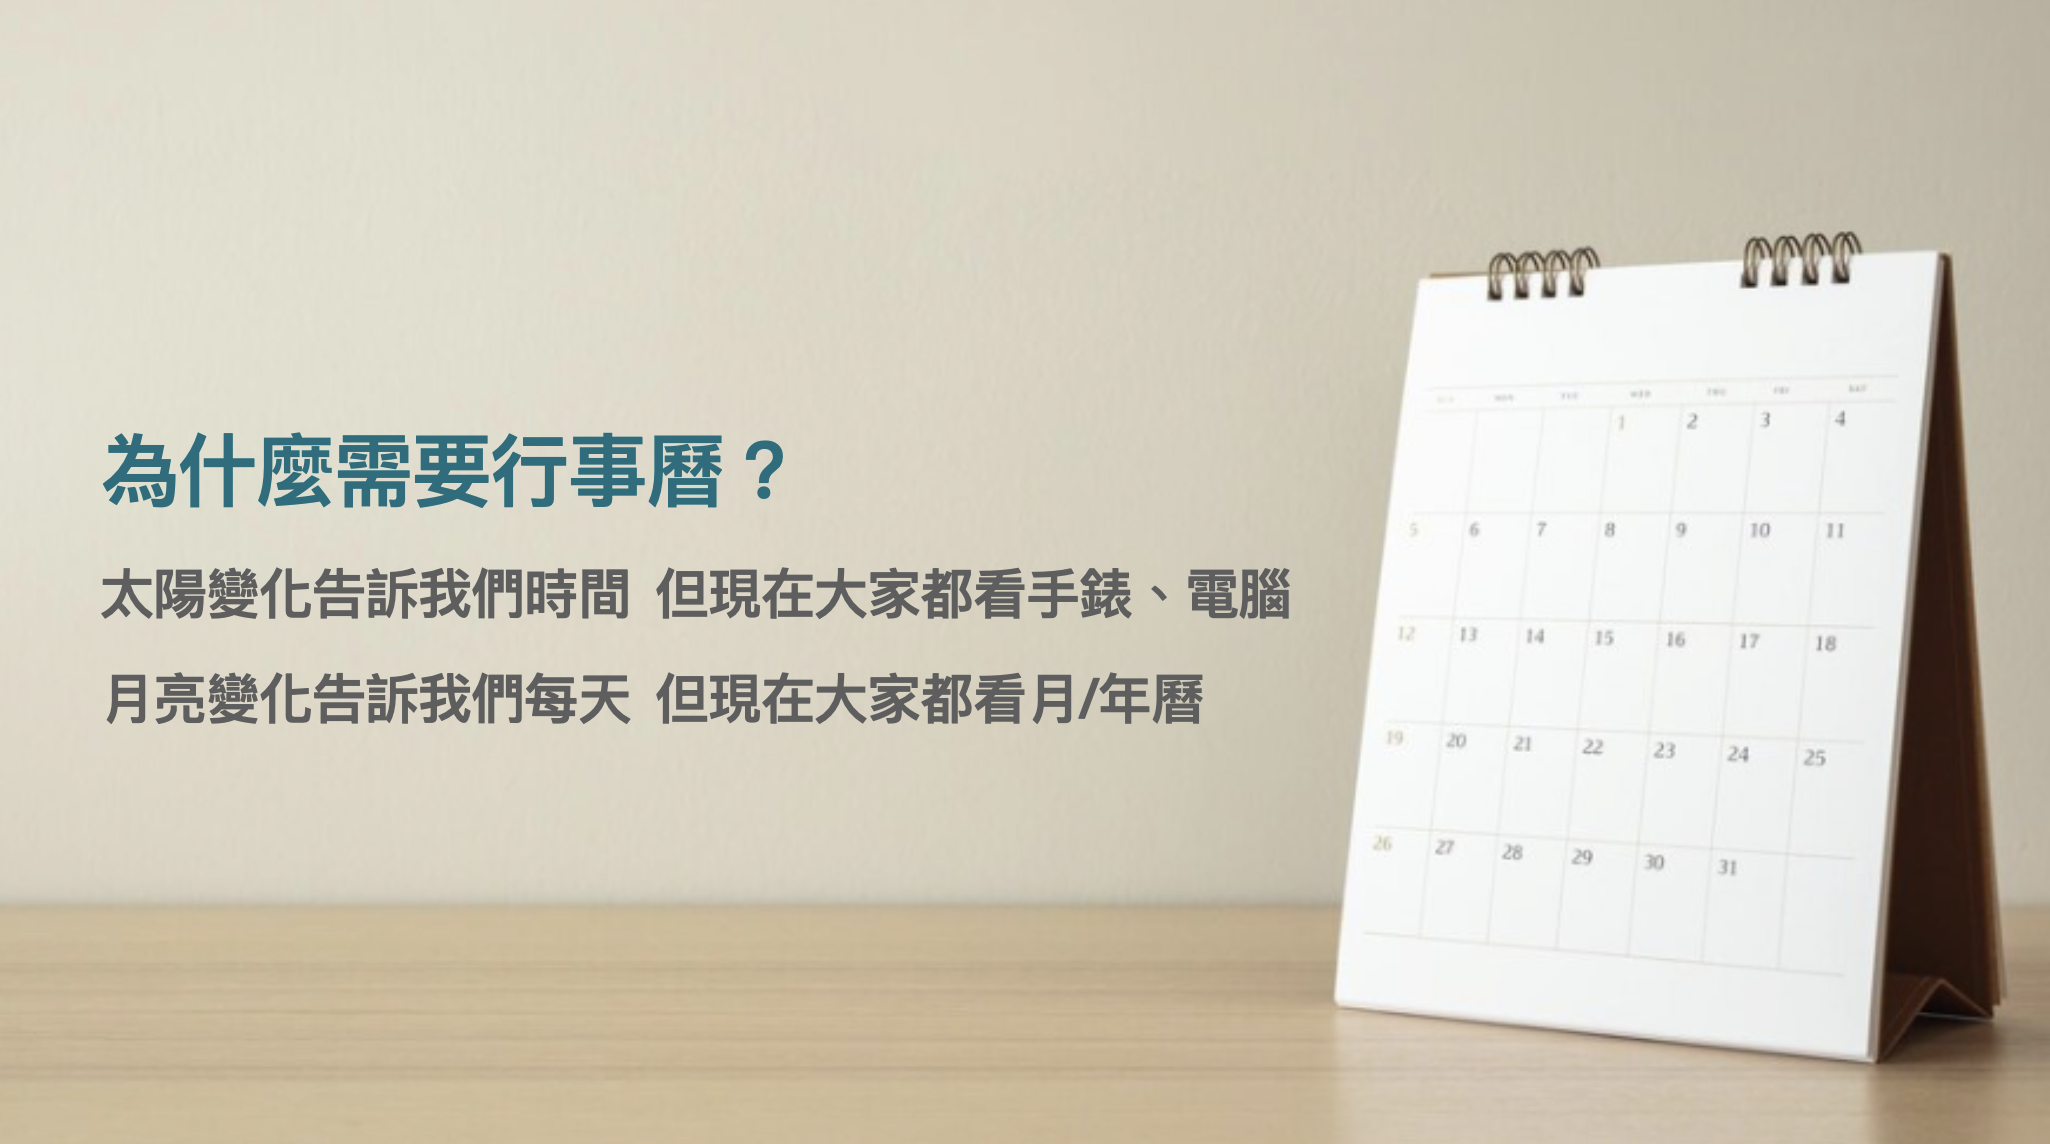 為什麼需要行事曆？
太陽變化告訴我們時間 但現在大家都看手錶、電腦
月亮變化告訴我們每天 但現在大家都看月/年曆
SUN MON TUE WED THU FRI SAT
1 2 3 4
5 6 7 8 9 10 11
12 13 14 15 16 17 18
19 20 21 22 23 24 25
26 27 28 29 30 31